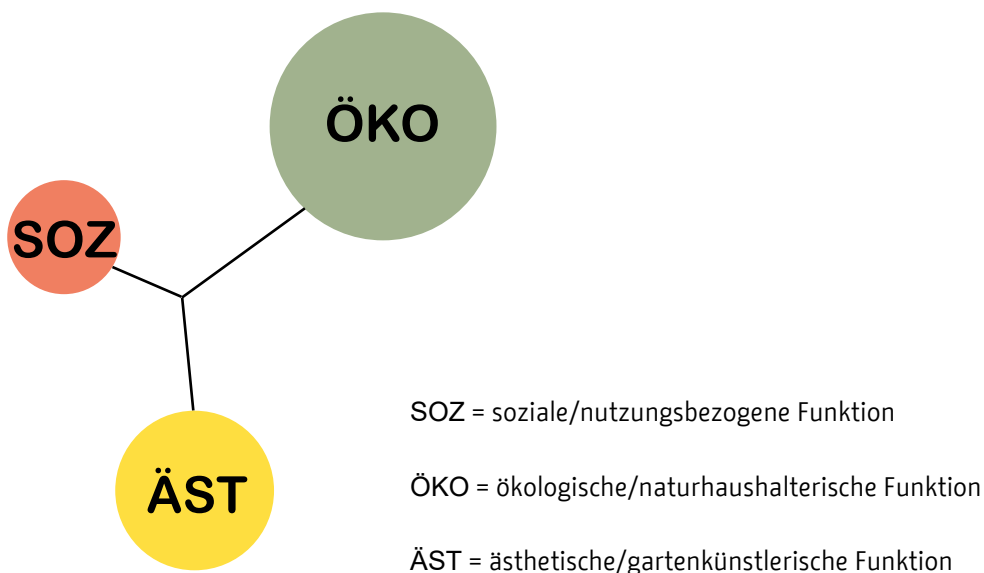 ÖKO
SOZ
ÄST
SOZ = soziale/nutzungsbezogene Funktion
ÖKO = ökologische/naturhaushalterische Funktion
ÄST = ästhetische/gartenkünstlerische Funktion